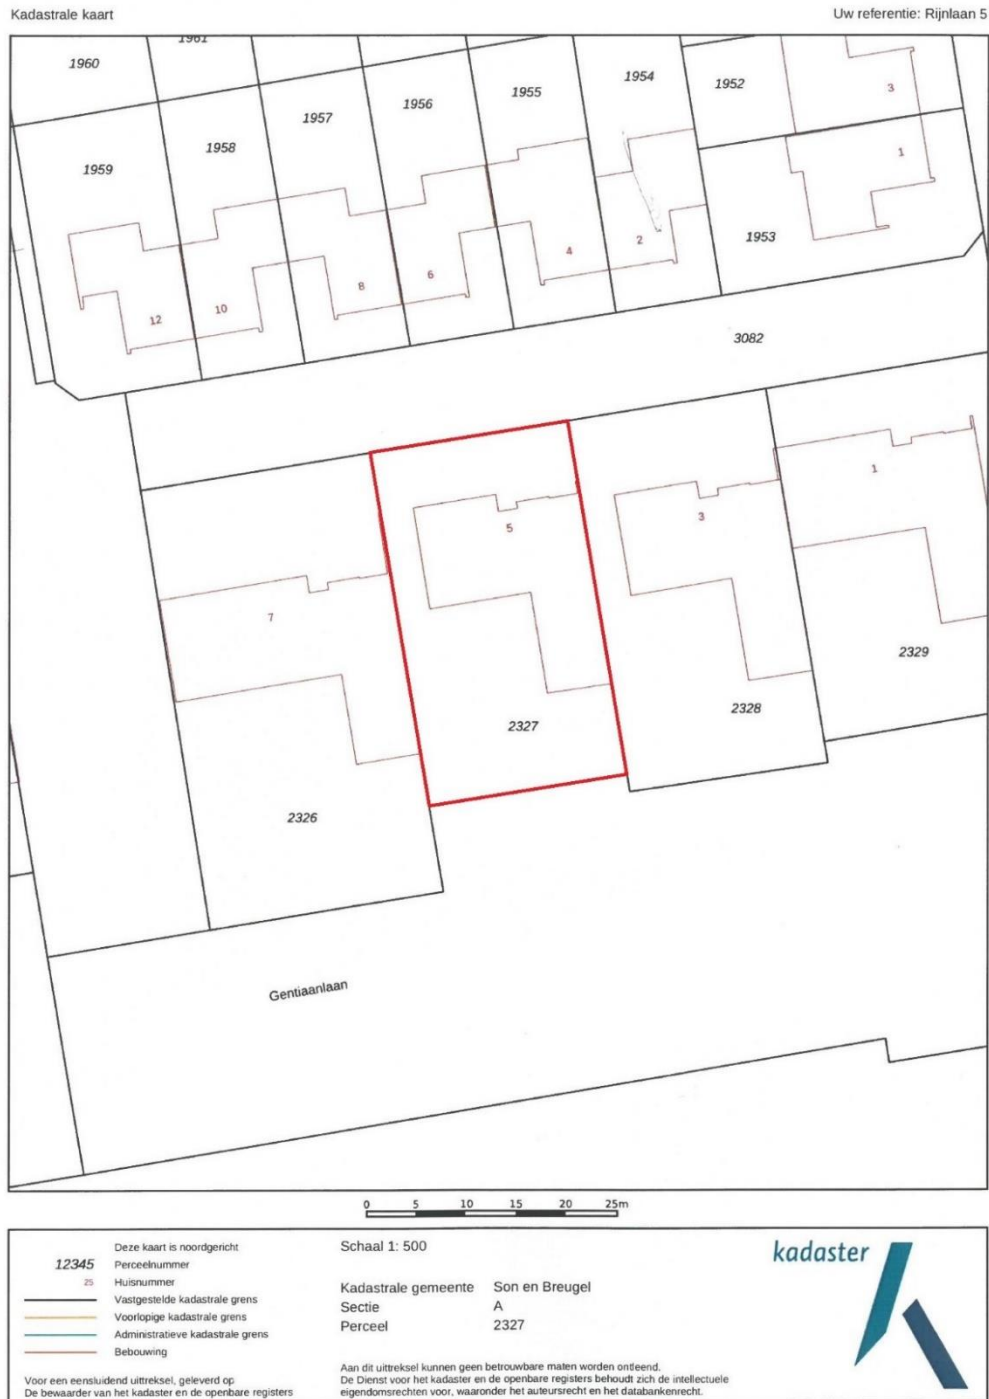 Kadastrale kaart
Uw referentie: Rijnlaan 5
1960
1961
1959
1958
1957
1956
1955
1954
1952
3
1
1953
12
10
8
6
4
2
3082
7
5
3
1
2326
2327
2328
2329
Gentiaanlaan
0 5 10 15 20 25m
Deze kaart is noordgericht
12345 Perceelnummer
25 Huisnummer
Vastgestelde kadastrale grens
Voorlopige kadastrale grens
Administratieve kadastrale grens
Bebouwing
Voor een eensluidend uittreksel, geleverd op
De bewaarder van het kadaster en de openbare registers
Schaal 1: 500
Kadastrale gemeente Son en Breugel
Sectie A
Perceel 2327
Aan dit uittreksel kunnen geen betrouwbare maten worden ontleend.
De Dienst voor het kadaster en de openbare registers behoudt zich de intellectuele
eigendomsrechten voor, waaronder het auteursrecht en het databankenrecht.
kadaster